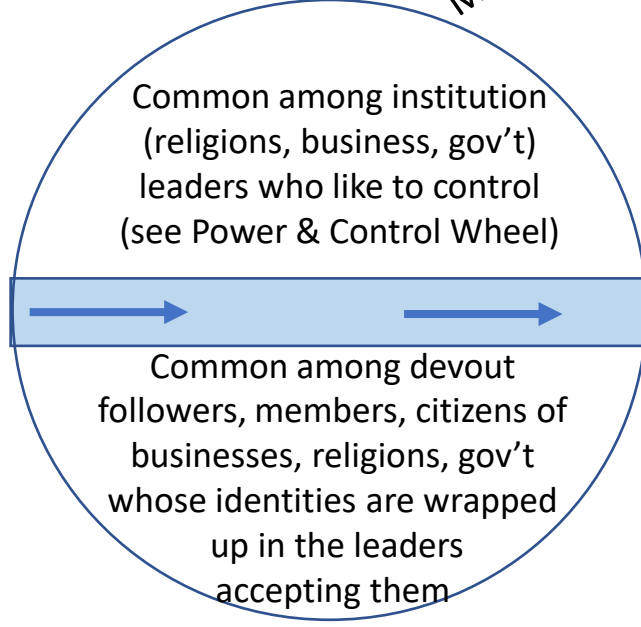 Common among institution
(religions, business, gov't)
leaders who like to control
(see Power & Control Wheel)
Common among devout
followers, members, citizens of
businesses, religions, gov't
whose identities are wrapped
up in the leaders
accepting them